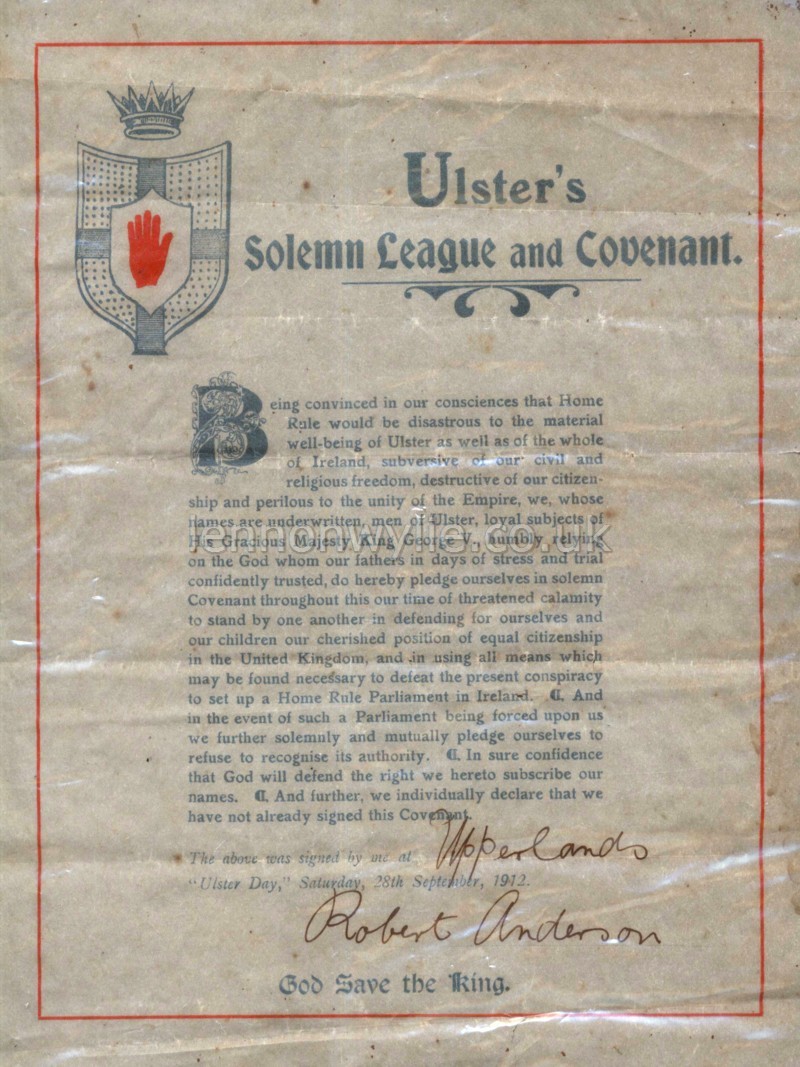 Ulster's
Solemn League and Covenant.
Being convinced in our consciences that Home
Rule would be disastrous to the material
well-being of Ulster as well as of the whole
of Ireland, subversive of our civil and
religious freedom, destructive of our citizen-
ship and perilous to the unity of the Empire, we, whose
names are underwritten, men of Ulster, loyal subjects of
His Gracious Majesty King George V., humbly relying
lennonwylie.co.uk
on the God whom our fathers in days of stress and trial
confidently trusted, do hereby pledge ourselves in solemn
Covenant throughout this our time of threatened calamity
to stand by one another in defending for ourselves and
our children our cherished position of equal citizenship
in the United Kingdom, and in using all means which
may be found necessary to defeat the present conspiracy
to set up a Home Rule Parliament in Ireland. ⁋ And
in the event of such a Parliament being forced upon us
we further solemnly and mutually pledge ourselves to
refuse to recognise its authority. ⁋ In sure confidence
that God will defend the right we hereto subscribe our
names. ⁋ And further, we individually declare that we
have not already signed this Covenant.
The above was signed by me at Upperlands
"Ulster Day," Saturday, 28th September, 1912.
Robert Anderson
God Save the King.